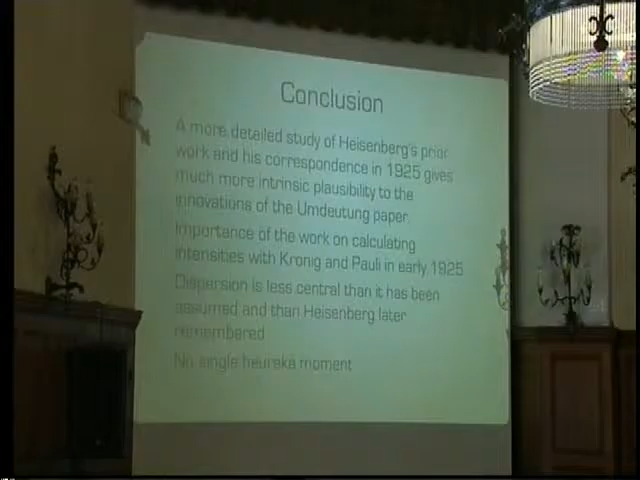 Conclusion
A more detailed study of Heisenberg's prior
work and his correspondence in 1925 gives
much more intrinsic plausibility to the
innovations of the Umdeutung paper.
Importance of the work on calculating
intensities with Kronig and Pauli in early 1925
Dispersion is less central than it has been
assumed and than Heisenberg later
remembered
No single heureka moment